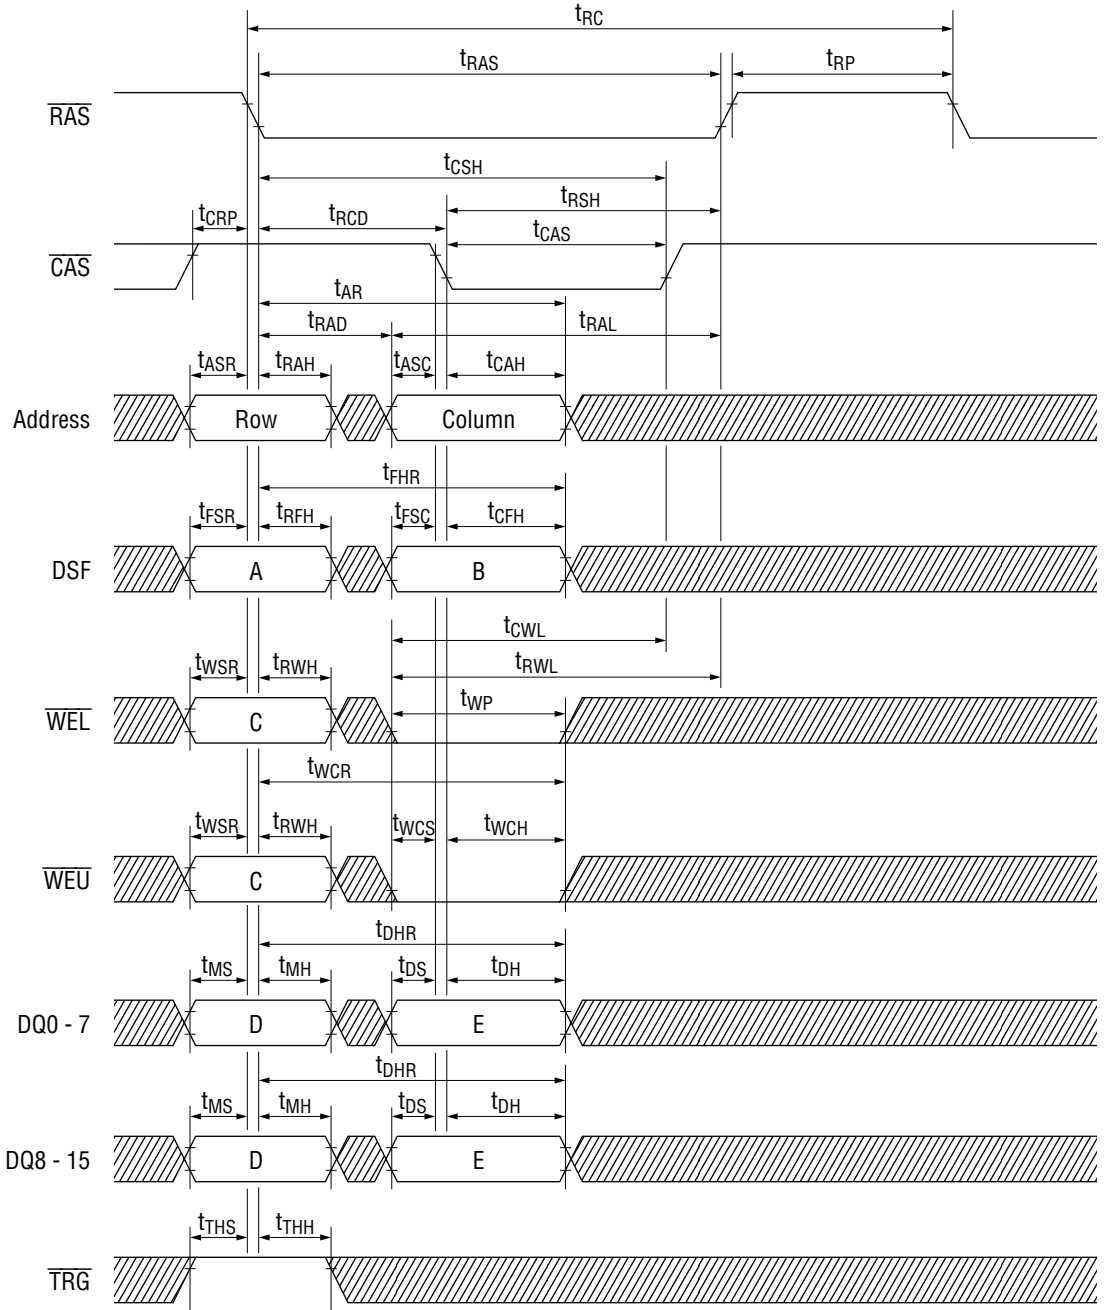 tRC
tRAS tRP
RAS
tCSH
tRSH
tCRP tRCD
tCAS
CAS
tAR
tRAD tRAL
tASR tRAH tASC tCAH
Address Row Column
tFHR
tFSR tRFH tFSC tCFH
DSF A B
tCWL
tWSR tRWH tRWL
tWP
WEL C
tWCR
tWSR tRWH tWCS tWCH
WEU C
tDHR
tMS tMH tDS tDH
DQ0 - 7 D E
tDHR
tMS tMH tDS tDH
DQ8 - 15 D E
tTHS tTHH
TRG